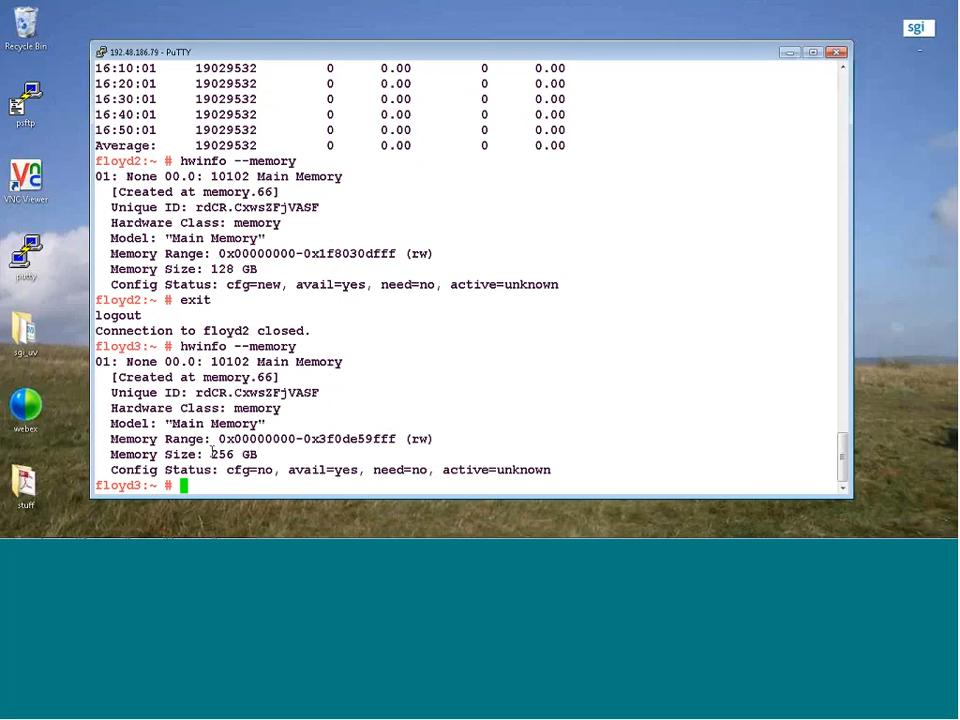 Recycle Bin
psftp
VNC Viewer
putty
sgi_uv
webex
stuff
sgi
192.48.186.79 - PuTTY
16:10:01     19029532         0      0.00         0      0.00
16:20:01     19029532         0      0.00         0      0.00
16:30:01     19029532         0      0.00         0      0.00
16:40:01     19029532         0      0.00         0      0.00
16:50:01     19029532         0      0.00         0      0.00
Average:     19029532         0      0.00         0      0.00
floyd2:~ # hwinfo --memory
01: None 00.0: 10102 Main Memory
  [Created at memory.66]
  Unique ID: rdCR.CxwsZFjVASF
  Hardware Class: memory
  Model: "Main Memory"
  Memory Range: 0x00000000-0x1f8030dfff (rw)
  Memory Size: 128 GB
  Config Status: cfg=new, avail=yes, need=no, active=unknown
floyd2:~ # exit
logout
Connection to floyd2 closed.
floyd3:~ # hwinfo --memory
01: None 00.0: 10102 Main Memory
  [Created at memory.66]
  Unique ID: rdCR.CxwsZFjVASF
  Hardware Class: memory
  Model: "Main Memory"
  Memory Range: 0x00000000-0x3f0de59fff (rw)
  Memory Size: 256 GB
  Config Status: cfg=no, avail=yes, need=no, active=unknown
floyd3:~ #